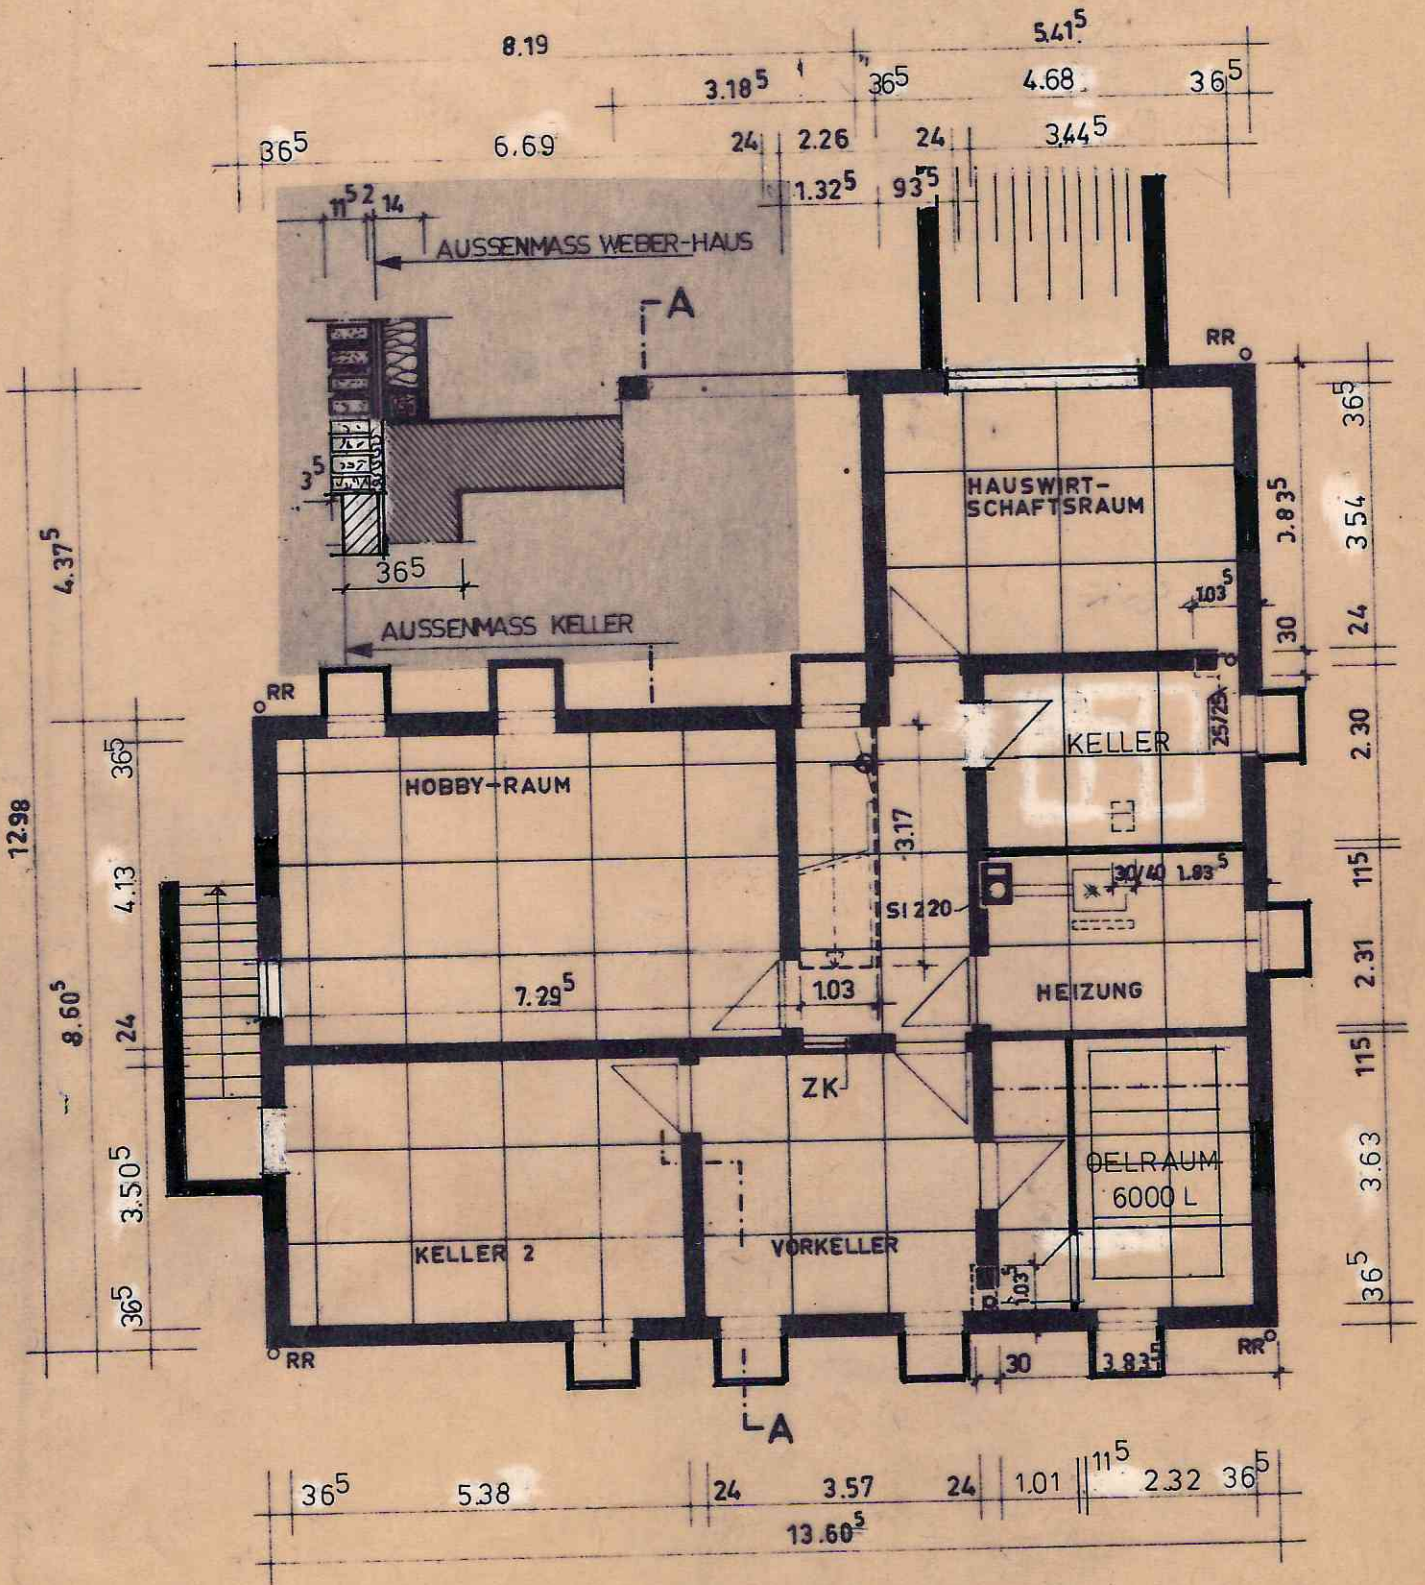 8.19
5.41⁵
3.18⁵
36⁵ 4.68 36⁵
36⁵ 6.69 24 2.26 24 3.44⁵
1.32⁵ 93⁵
11⁵ 2 14
AUSSENMASS WEBER-HAUS
A
RR
36⁵
3⁵
HAUSWIRT-
SCHAFTSRAUM
3.83⁵
3.54
4.37⁵
36⁵
1.03⁵
AUSSENMASS KELLER
30
24
RR
25/25
KELLER
2.30
36⁵
HOBBY-RAUM
12.98
3.17
4.13
30/40 1.83⁵
115
SI 220
7.29⁵
1.03
HEIZUNG
2.31
8.60⁵
24
ZK
115
OELRAUM
6000 L
3.63
3.50⁵
KELLER 2
VORKELLER
1.03⁵
36⁵
36⁵
RR
RR
30
3.83⁵
A
36⁵ 5.38 24 3.57 24 1.01 11⁵ 2.32 36⁵
13.60⁵